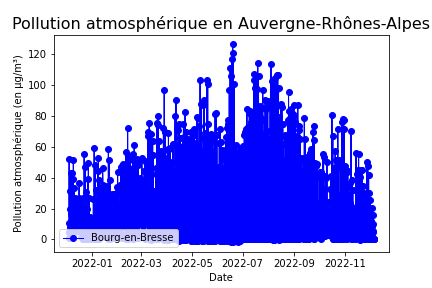 Pollution atmosphérique en Auvergne-Rhônes-Alpes
Pollution atmosphérique (en µg/m³)
120
100
80
60
40
20
0
Bourg-en-Bresse
2022-01 2022-03 2022-05 2022-07 2022-09 2022-11
Date